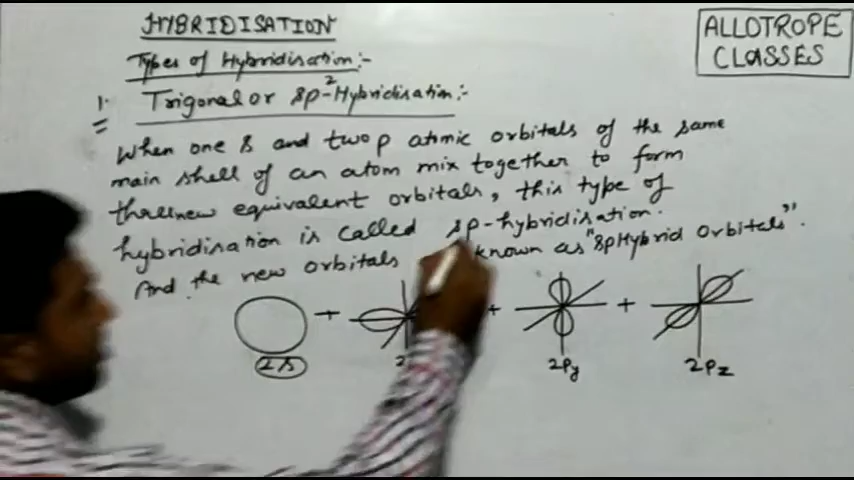 HYBRIDISATION
ALLOTROPE
CLASSES
Types of Hybridisation:-
1. Trigonal or sp²-Hybridisation:-
When one s and two p atomic orbitals of the same
main shell of an atom mix together to form
three new equivalent orbitals, this type of
hybridisation is called sp-hybridisation.
And the new orbitals known as "sp Hybrid Orbitals".
+ + +
2s 2py 2pz